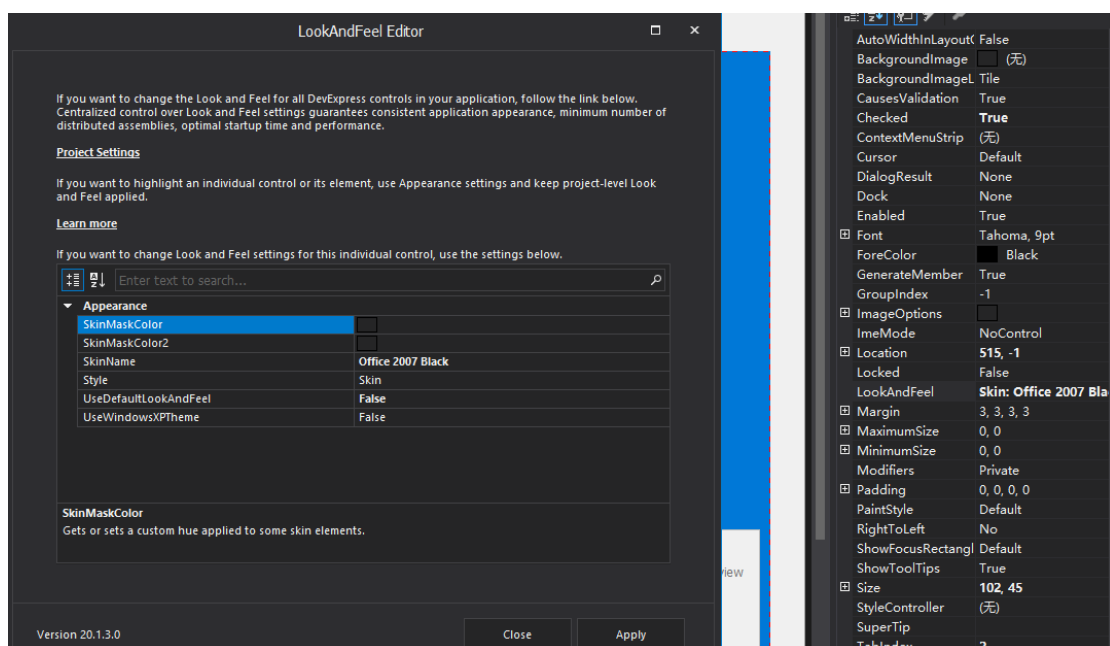 LookAndFeel Editor
If you want to change the Look and Feel for all DevExpress controls in your application, follow the link below.
Centralized control over Look and Feel settings guarantees consistent application appearance, minimum number of
distributed assemblies, optimal startup time and performance.
Project Settings
If you want to highlight an individual control or its element, use Appearance settings and keep project-level Look
and Feel applied.
Learn more
If you want to change Look and Feel settings for this individual control, use the settings below.
Enter text to search...
Appearance
SkinMaskColor
SkinMaskColor2
SkinName Office 2007 Black
Style Skin
UseDefaultLookAndFeel False
UseWindowsXPTheme False
SkinMaskColor
Gets or sets a custom hue applied to some skin elements.
Version 20.1.3.0 Close Apply
view
AutoWidthInLayout( False
BackgroundImage (无)
BackgroundImageL Tile
CausesValidation True
Checked True
ContextMenuStrip (无)
Cursor Default
DialogResult None
Dock None
Enabled True
Font Tahoma, 9pt
ForeColor Black
GenerateMember True
GroupIndex -1
ImageOptions
ImeMode NoControl
Location 515, -1
Locked False
LookAndFeel Skin: Office 2007 Bla
Margin 3, 3, 3, 3
MaximumSize 0, 0
MinimumSize 0, 0
Modifiers Private
Padding 0, 0, 0, 0
PaintStyle Default
RightToLeft No
ShowFocusRectangl Default
ShowToolTips True
Size 102, 45
StyleController (无)
SuperTip